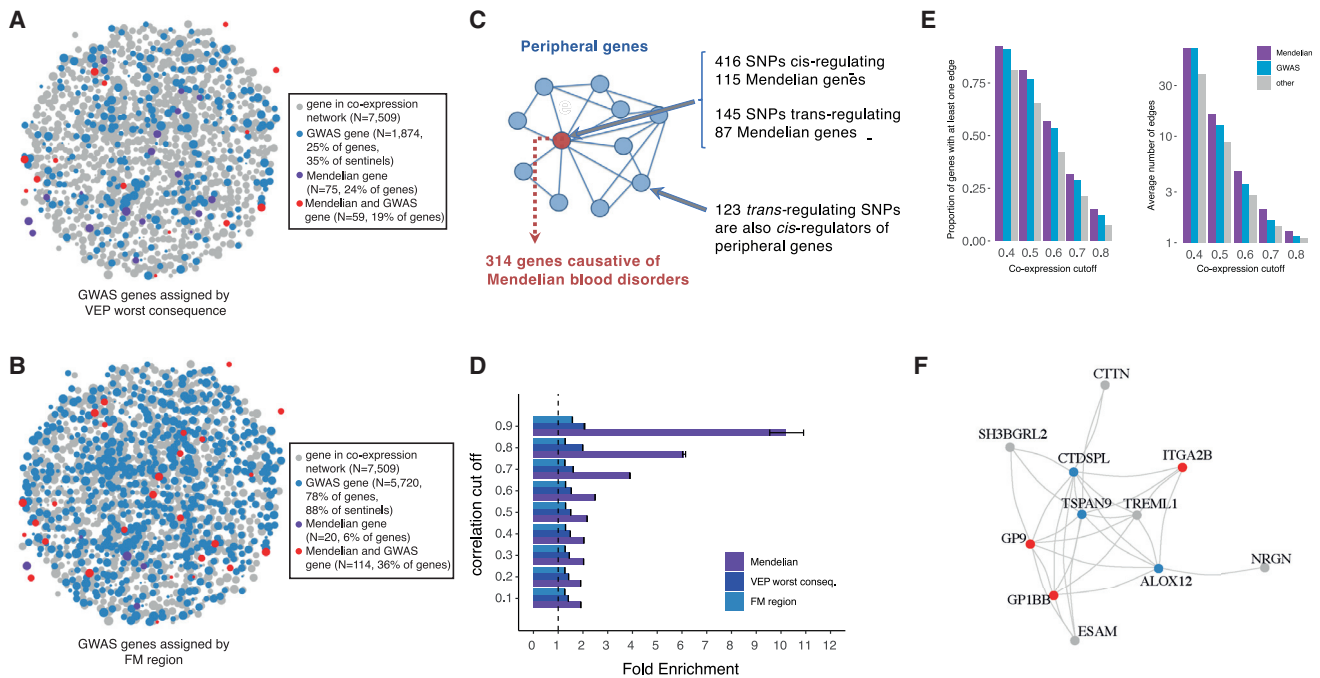 A
gene in co-expression
network (N=7,509)
GWAS gene (N=1,874,
25% of genes,
35% of sentinels)
Mendelian gene
(N=75, 24% of genes)
Mendelian and GWAS
gene (N=59, 19% of genes)
GWAS genes assigned by
VEP worst consequence
B
gene in co-expression
network (N=7,509)
GWAS gene (N=5,720,
78% of genes,
88% of sentinels)
Mendelian gene
(N=20, 6% of genes)
Mendelian and GWAS
gene (N=114, 36% of genes)
GWAS genes assigned by
FM region
C
Peripheral genes
416 SNPs cis-regulating
115 Mendelian genes
145 SNPs trans-regulating
87 Mendelian genes
123 trans-regulating SNPs
are also cis-regulators of
peripheral genes
314 genes causative of
Mendelian blood disorders
D
correlation cut off
0.9
0.8
0.7
0.6
0.5
0.4
0.3
0.2
0.1
Mendelian
VEP worst conseq.
FM region
0 1 2 3 4 5 6 7 8 9 10 11 12
Fold Enrichment
E
Proportion of genes with at least one edge
0.75
0.50
0.25
0.00
0.4 0.5 0.6 0.7 0.8
Co-expression cutoff
Average number of edges
30
10
3
1
0.4 0.5 0.6 0.7 0.8
Co-expression cutoff
Mendelian
GWAS
other
F
CTTN
SH3BGRL2
CTDSPL
ITGA2B
TSPAN9
TREML1
GP9
NRGN
ALOX12
GP1BB
ESAM